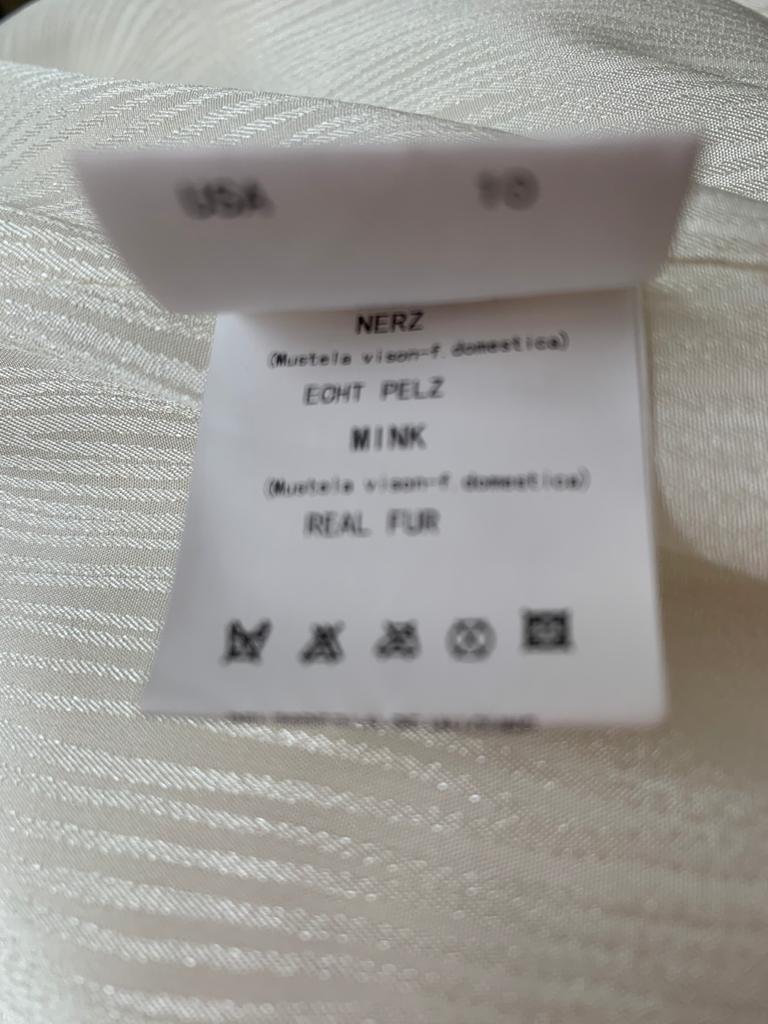 USA 10
NERZ
(Mustela vison-f.domestica)
ECHT PELZ
MINK
(Mustela vison-f.domestica)
REAL FUR